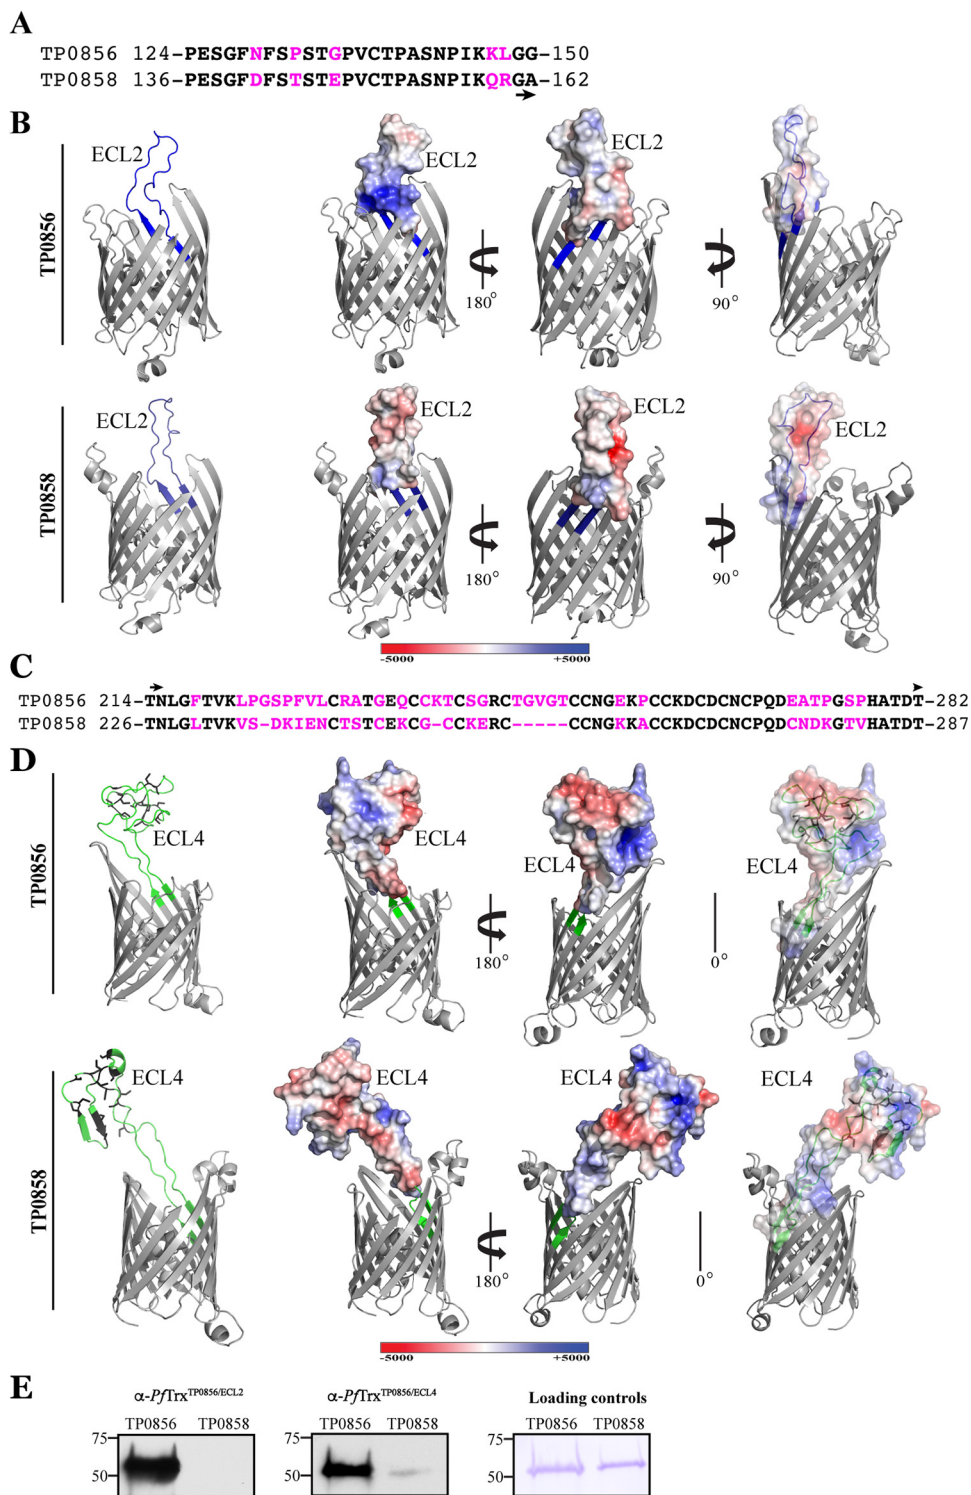 A
TP0856 124-PESGFNFSPSTGPVCTPASNPIKKLGG-150
TP0858 136-PESGFDFSTSTEPVCTPASNPIKQRGA-162
B
TP0856
ECL2
ECL2
ECL2
180°
90°
TP0858
ECL2
ECL2
ECL2
ECL2
180°
90°
-5000 +5000
C
TP0856 214-TNLGFTVKLPGSPFVLCRATGEQCCKTCSGRCTGVGTCCNGEKPCCKDCDCNCPQDEATPGSPHATDT-282
TP0858 226-TNLGLTVKVS-DKIENCTSTCEKCG-CCKERC-----CCNGKKACCKDCDCNCPQDCNDKGTVHATDT-287
D
TP0856
ECL4
ECL4
ECL4
ECL4
180°
0°
TP0858
ECL4
ECL4
ECL4
ECL4
180°
0°
-5000 +5000
E
α-PfTrxTP0856/ECL2
TP0856 TP0858
75
50
α-PfTrxTP0856/ECL4
TP0856 TP0858
75
50
Loading controls
TP0856 TP0858
75
50